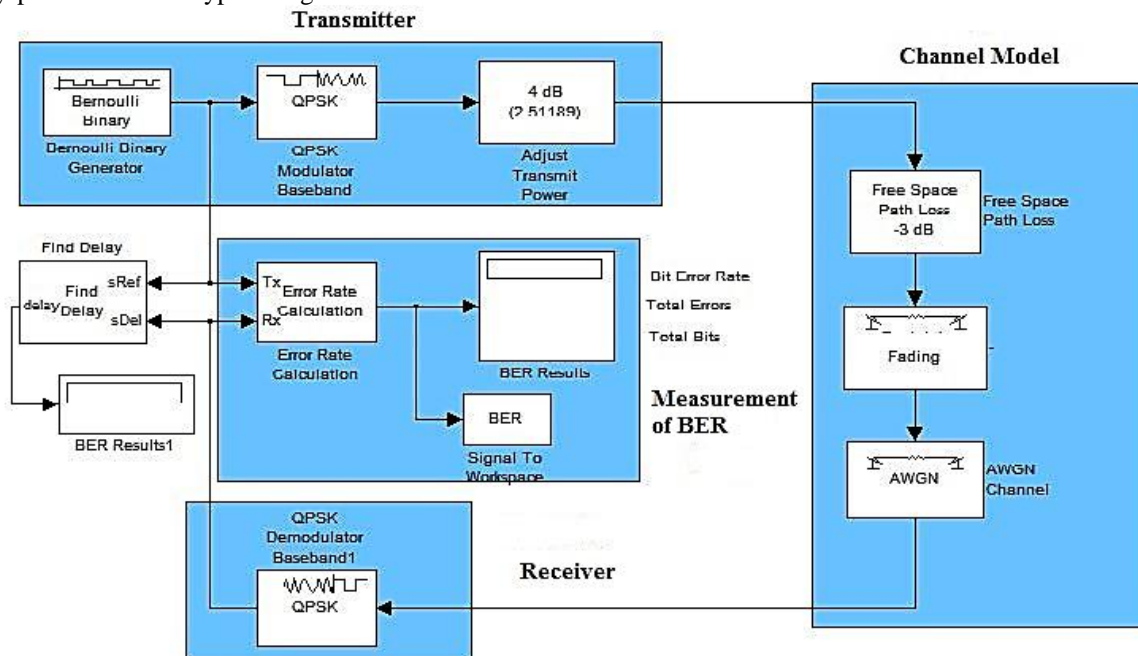 Transmitter
Bernoulli
Binary
Bernoulli Binary
Generator
QPSK
QPSK
Modulator
Baseband
4 dB
(2.51189)
Adjust
Transmit
Power
Channel Model
Free Space
Path Loss
-3 dB
Free Space
Path Loss
Fading
AWGN
AWGN
Channel
Find Delay
sRef
delay
Find
Delay
sDel
BER Results1
Tx
Error Rate
Calculation
Rx
Error Rate
Calculation
BER Results
Bit Error Rate
Total Errors
Total Bits
BER
Signal To
Workspace
Measurement
of BER
QPSK
Demodulator
Baseband1
QPSK
Receiver